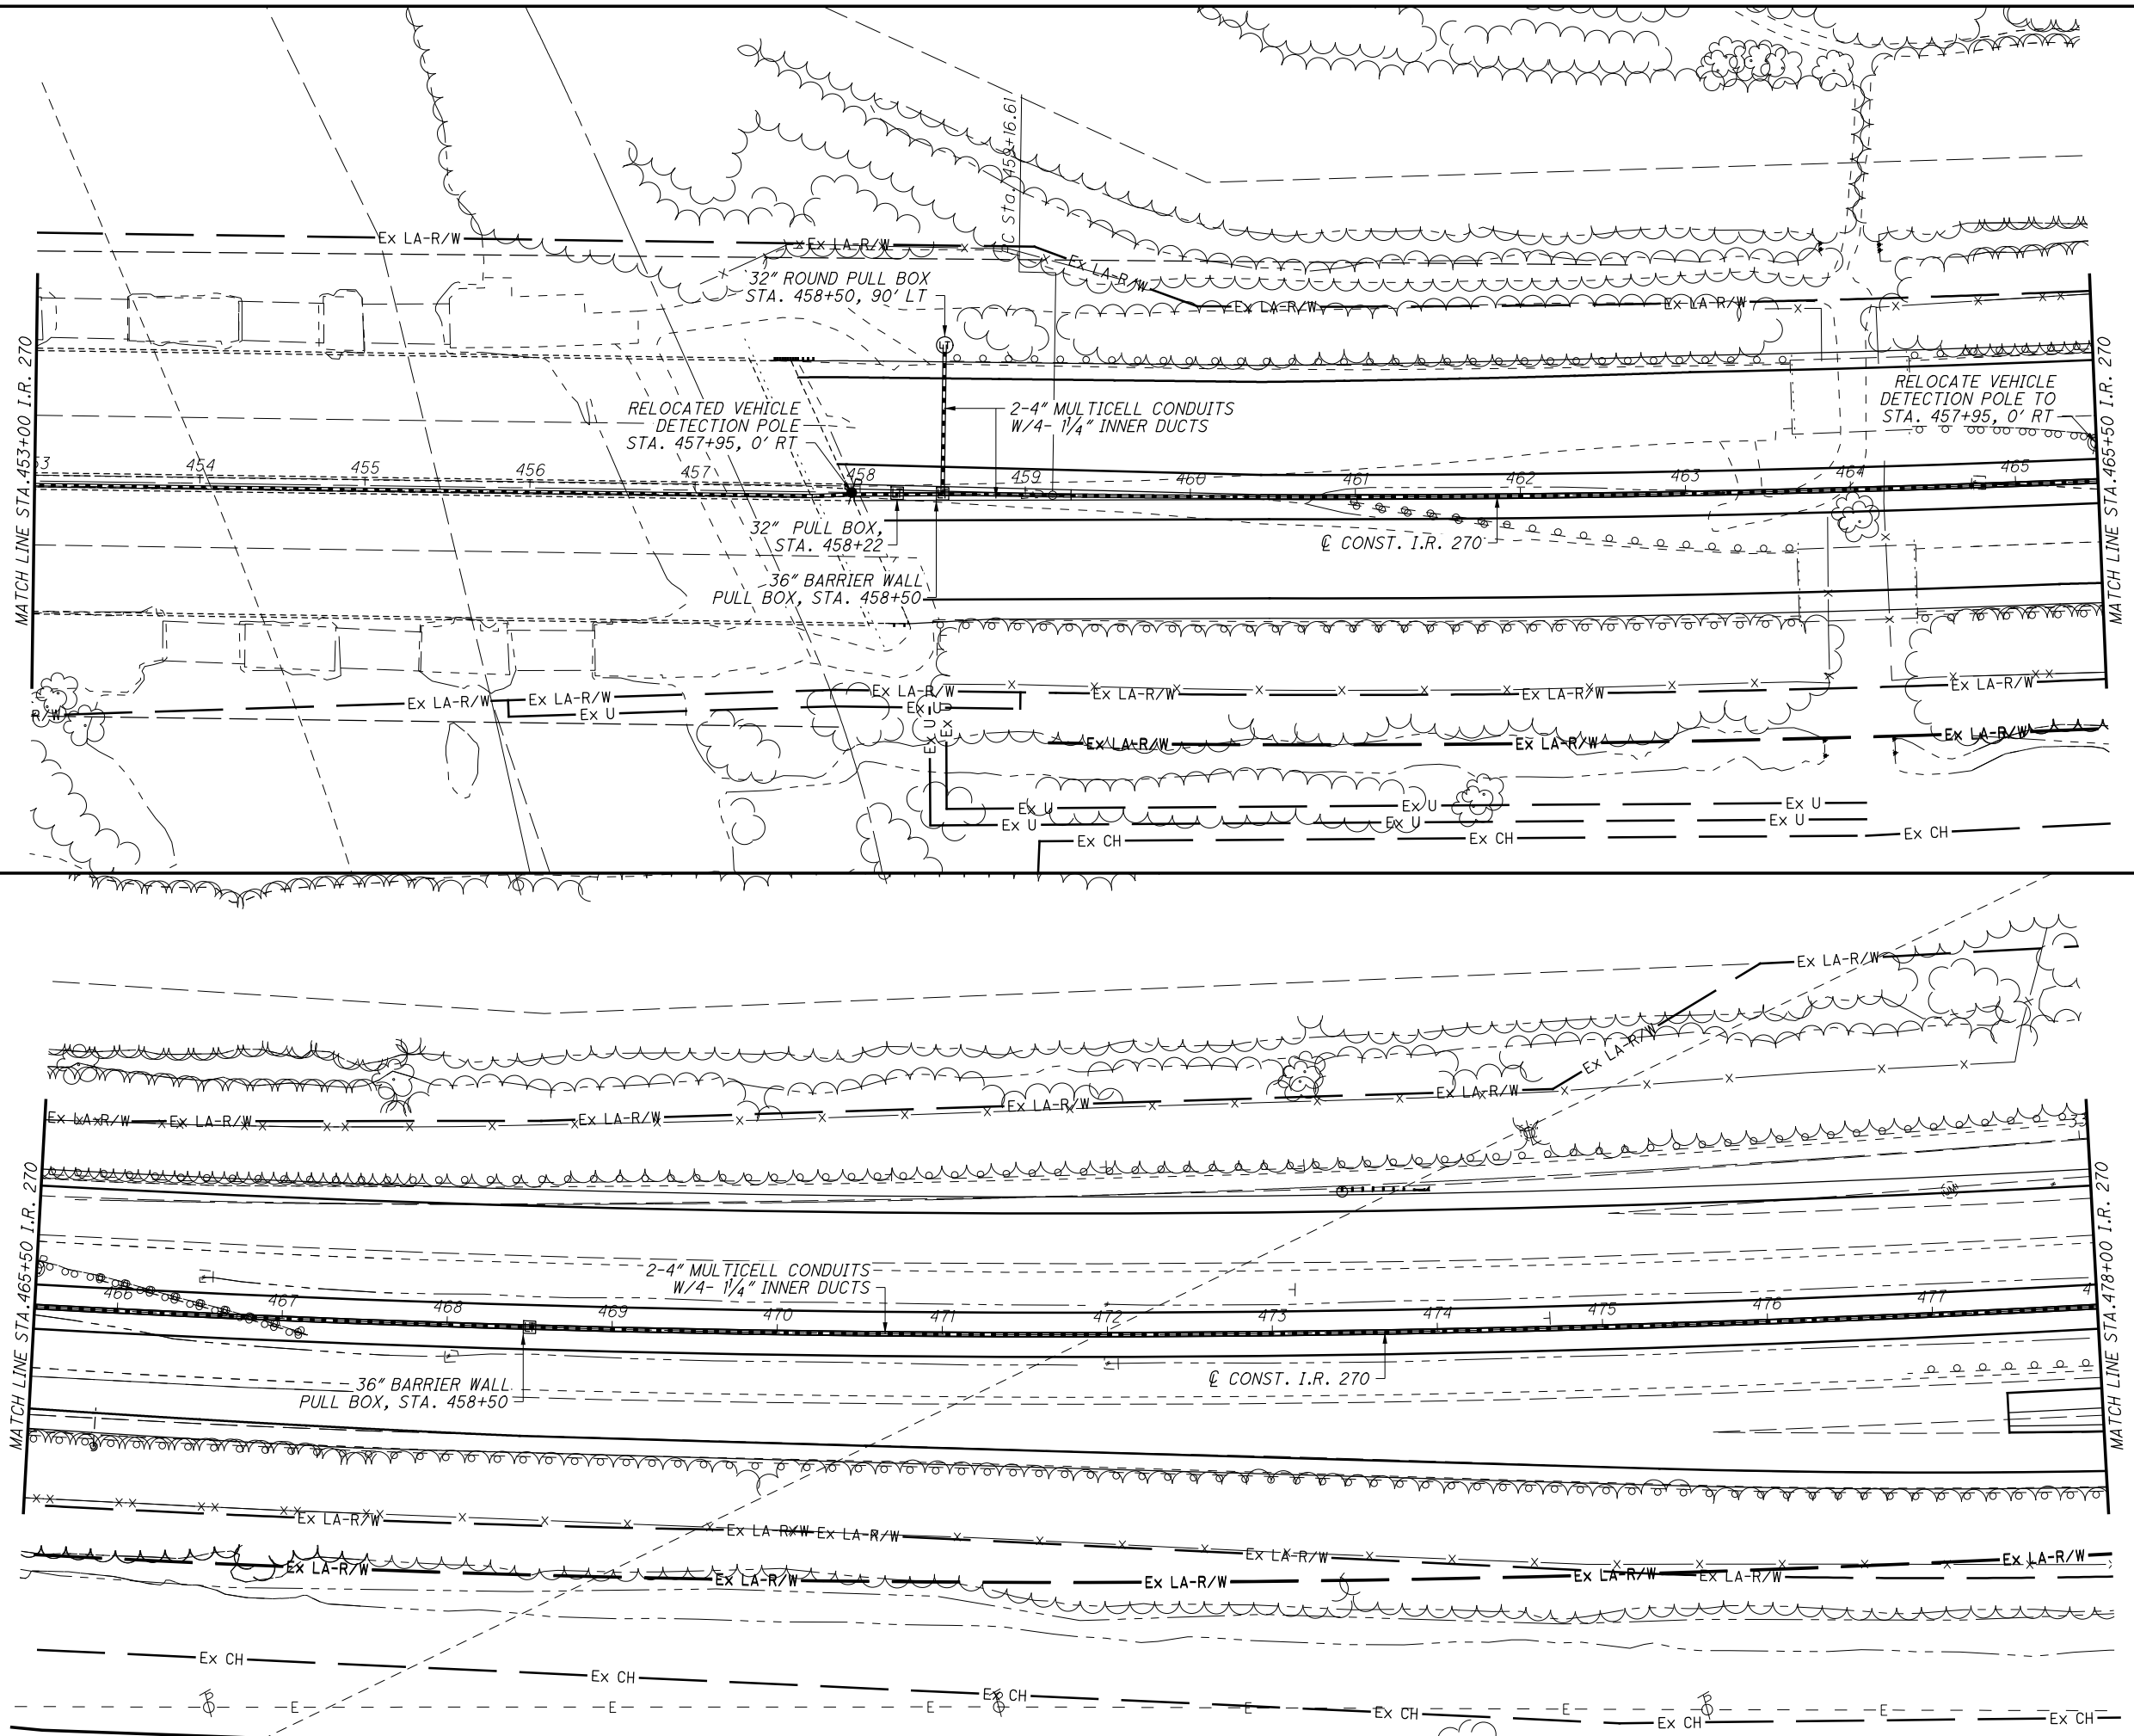 PC Sta. 459+16.61
Ex LA-R/W
Ex LA-R/W
Ex LA-R/W
Ex LA-R/W
Ex LA-R/W
32" ROUND PULL BOX
STA. 458+50, 90' LT
LT
RELOCATED VEHICLE
DETECTION POLE
STA. 457+95, 0' RT
2-4" MULTICELL CONDUITS
W/4- 1 1/4" INNER DUCTS
RELOCATE VEHICLE
DETECTION POLE TO
STA. 457+95, 0' RT
MATCH LINE STA.453+00 I.R. 270
MATCH LINE STA.465+50 I.R. 270
53
454
455
456
457
458
459
460
461
462
463
464
465
32" PULL BOX,
STA. 458+22
℄ CONST. I.R. 270
36" BARRIER WALL
PULL BOX, STA. 458+50
R/W
Ex LA-R/W
Ex LA-R/W
Ex LA-R/W
Ex LA-R/W
Ex LA-R/W
Ex LA-R/W
Ex U
Ex U
Ex U
Ex U
Ex LA-R/W
Ex LA-R/W
Ex LA-R/W
Ex U
Ex U
Ex U
Ex U
Ex U
Ex U
Ex CH
Ex CH
Ex CH
Ex LA-R/W
Ex LA-R/W
Ex LA-R/W
Ex LA-R/W
Ex LA-R/W
Ex LA-R/W
Ex LA-R/W
33
MATCH LINE STA.465+50 I.R. 270
MATCH LINE STA.478+00 I.R. 270
2-4" MULTICELL CONDUITS
W/4- 1 1/4" INNER DUCTS
466
467
468
469
470
471
472
473
474
475
476
477
4
36" BARRIER WALL
PULL BOX, STA. 458+50
℄ CONST. I.R. 270
Ex LA-R/W
Ex LA-R/W
Ex LA-R/W
Ex LA-R/W
Ex LA-R/W
Ex LA-R/W
Ex LA-R/W
Ex LA-R/W
Ex LA-R/W
Ex LA-R/W
Ex CH
Ex CH
Ex CH
Ex CH
Ex CH
Ex CH
E
E
E
E
E
E